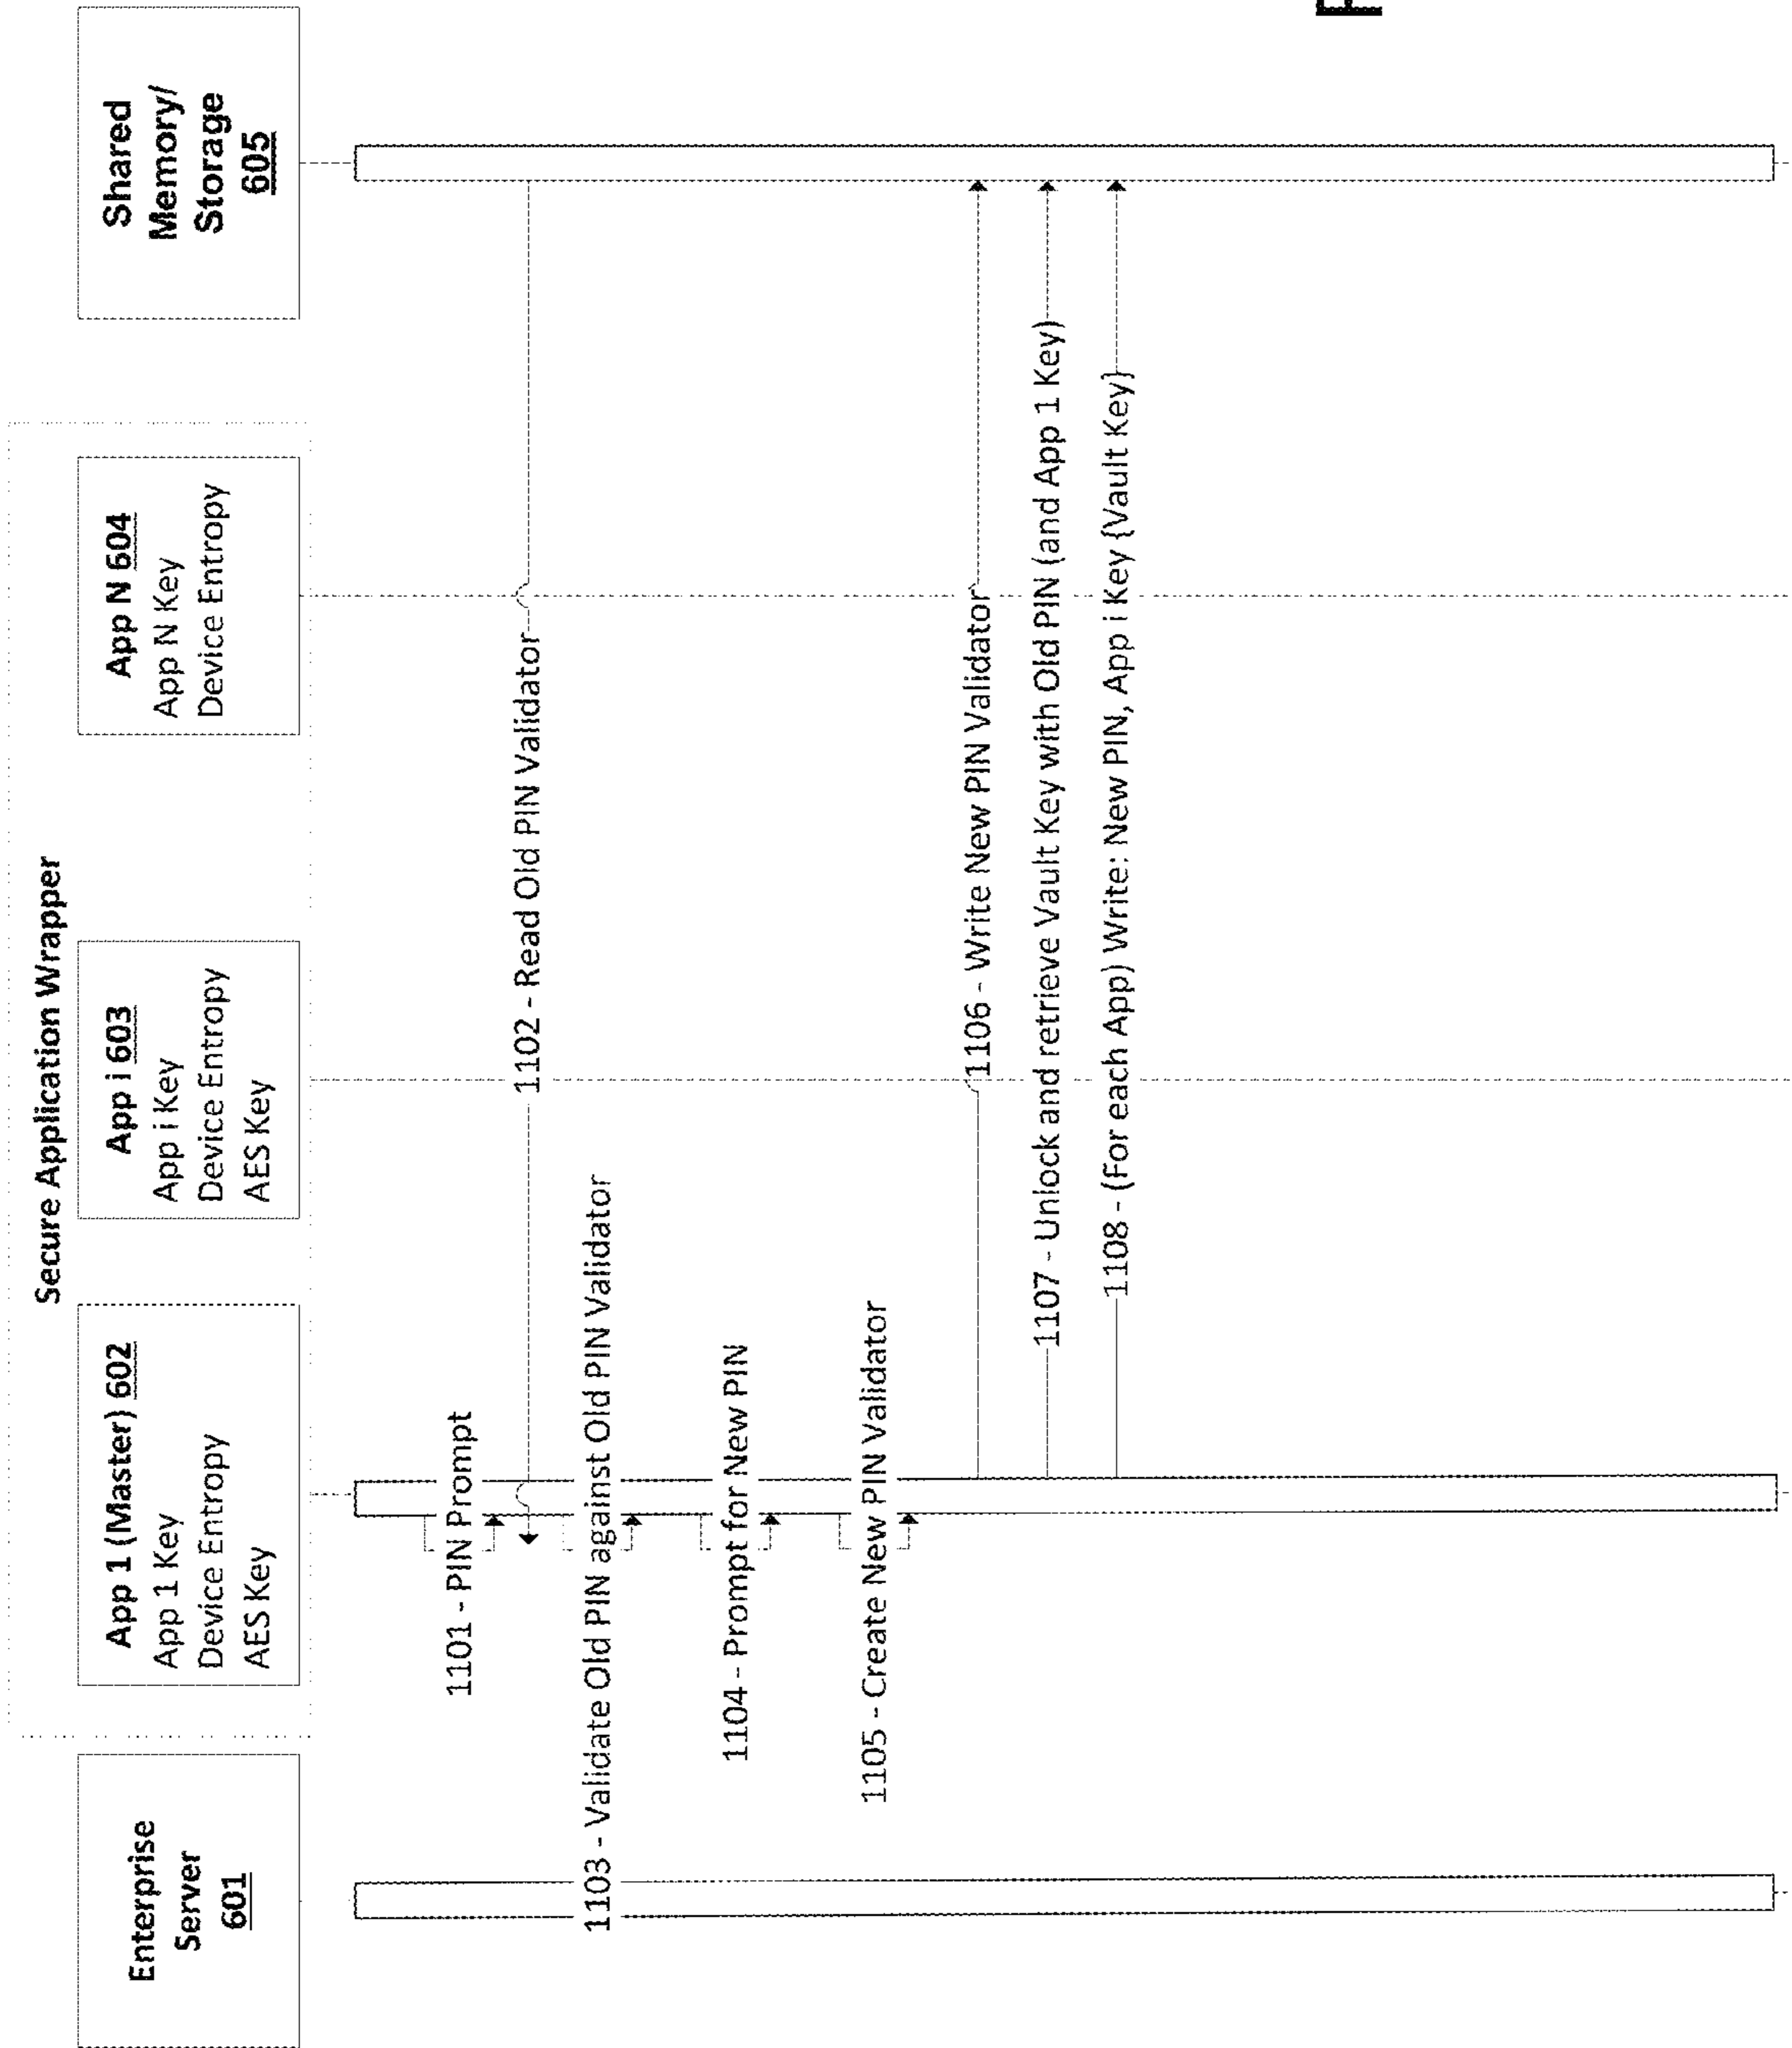 Secure Application Wrapper
Enterprise
Server
601
App 1 (Master) 602
App 1 Key
Device Entropy
AES Key
App i 603
App i Key
Device Entropy
AES Key
App N 604
App N Key
Device Entropy
Shared
Memory/
Storage
605
1101 - PIN Prompt
1102 - Read Old PIN Validator
1103 - Validate Old PIN against Old PIN Validator
1104 - Prompt for New PIN
1105 - Create New PIN Validator
1106 - Write New PIN Validator
1107 - Unlock and retrieve Vault Key with Old PIN (and App 1 Key)
1108 - (For each App) Write: New PIN, App i Key {Vault Key}